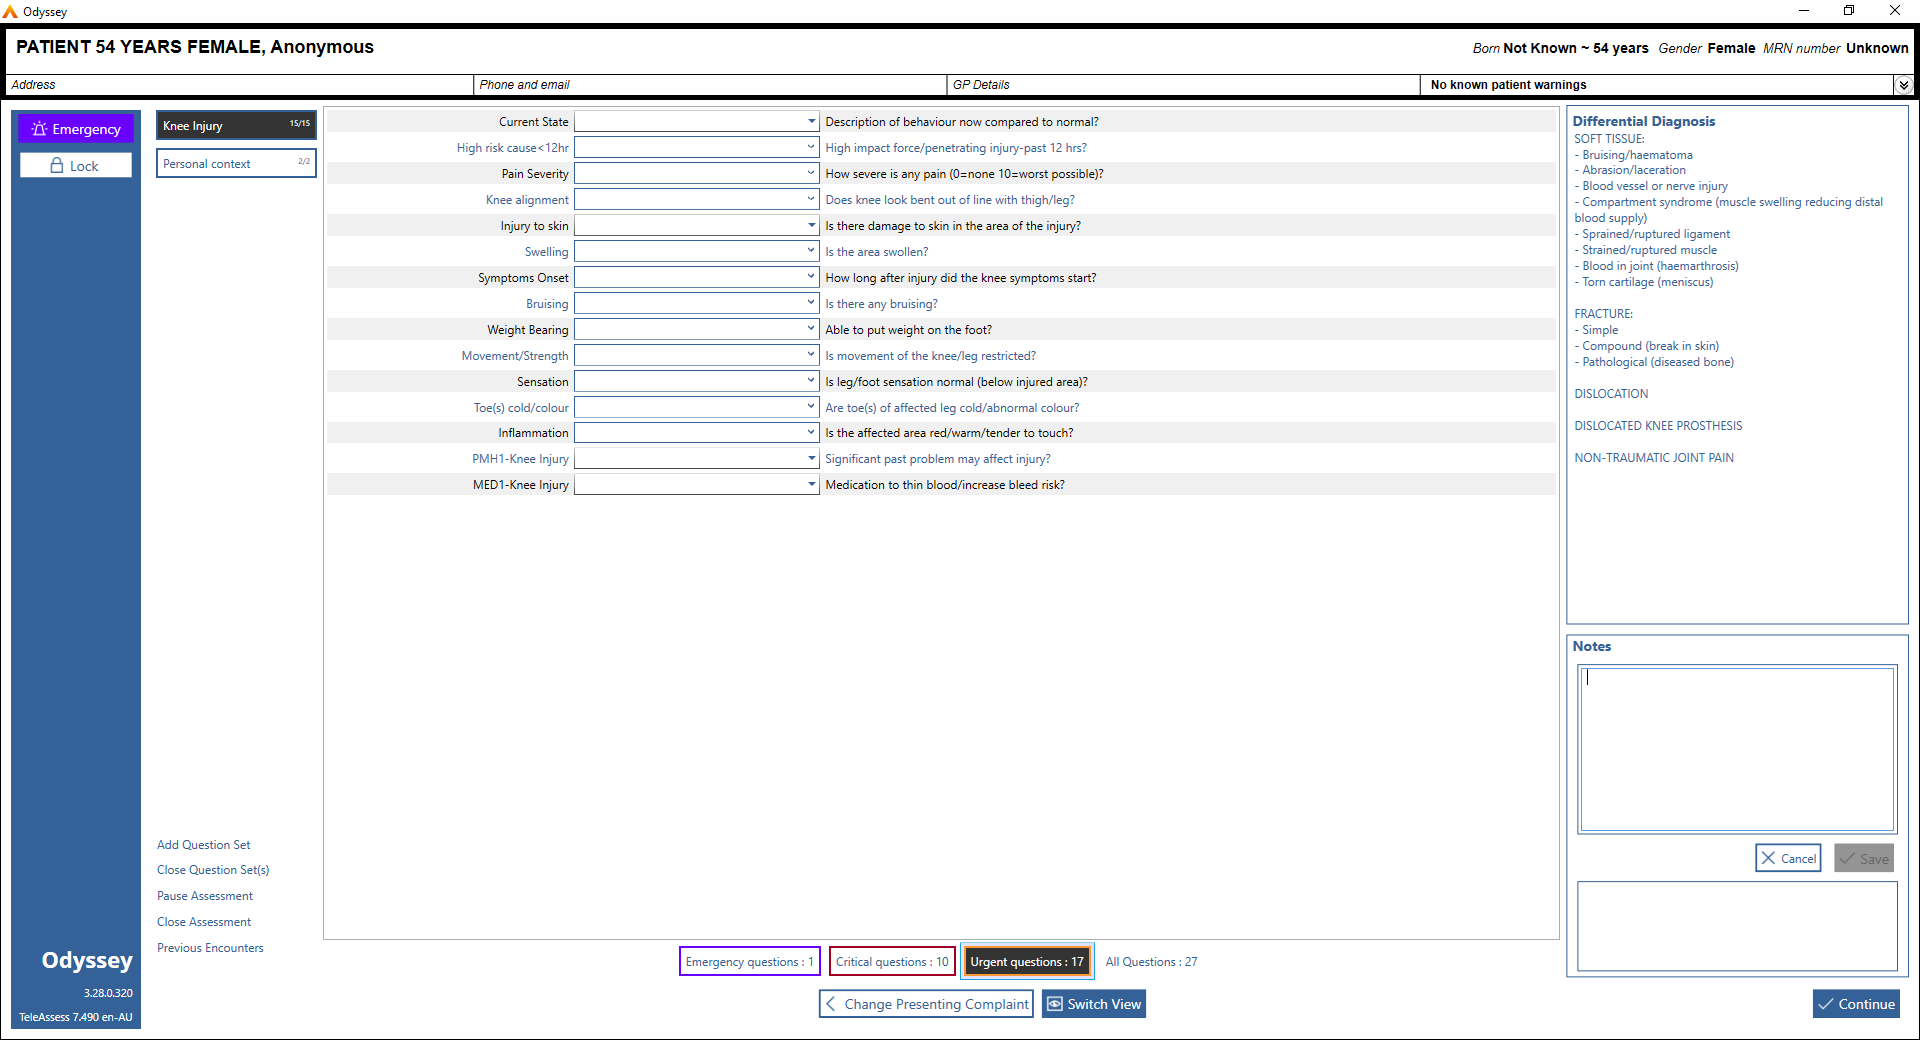 Odyssey
PATIENT 54 YEARS FEMALE, Anonymous
Born Not Known ~ 54 years Gender Female MRN number Unknown
Address
Phone and email
GP Details
No known patient warnings
Emergency
Lock
Knee Injury 15/15
Personal context 2/2
Current State Description of behaviour now compared to normal?
High risk cause<12hr High impact force/penetrating injury-past 12 hrs?
Pain Severity How severe is any pain (0=none 10=worst possible)?
Knee alignment Does knee look bent out of line with thigh/leg?
Injury to skin Is there damage to skin in the area of the injury?
Swelling Is the area swollen?
Symptoms Onset How long after injury did the knee symptoms start?
Bruising Is there any bruising?
Weight Bearing Able to put weight on the foot?
Movement/Strength Is movement of the knee/leg restricted?
Sensation Is leg/foot sensation normal (below injured area)?
Toe(s) cold/colour Are toe(s) of affected leg cold/abnormal colour?
Inflammation Is the affected area red/warm/tender to touch?
PMH1-Knee Injury Significant past problem may affect injury?
MED1-Knee Injury Medication to thin blood/increase bleed risk?
Differential Diagnosis
SOFT TISSUE:
- Bruising/haematoma
- Abrasion/laceration
- Blood vessel or nerve injury
- Compartment syndrome (muscle swelling reducing distal
blood supply)
- Sprained/ruptured ligament
- Strained/ruptured muscle
- Blood in joint (haemarthrosis)
- Torn cartilage (meniscus)
FRACTURE:
- Simple
- Compound (break in skin)
- Pathological (diseased bone)
DISLOCATION
DISLOCATED KNEE PROSTHESIS
NON-TRAUMATIC JOINT PAIN
Notes
Cancel
Save
Add Question Set
Close Question Set(s)
Pause Assessment
Close Assessment
Previous Encounters
Odyssey
3.28.0.320
TeleAssess 7.490 en-AU
Emergency questions : 1
Critical questions : 10
Urgent questions : 17
All Questions : 27
Change Presenting Complaint
Switch View
Continue